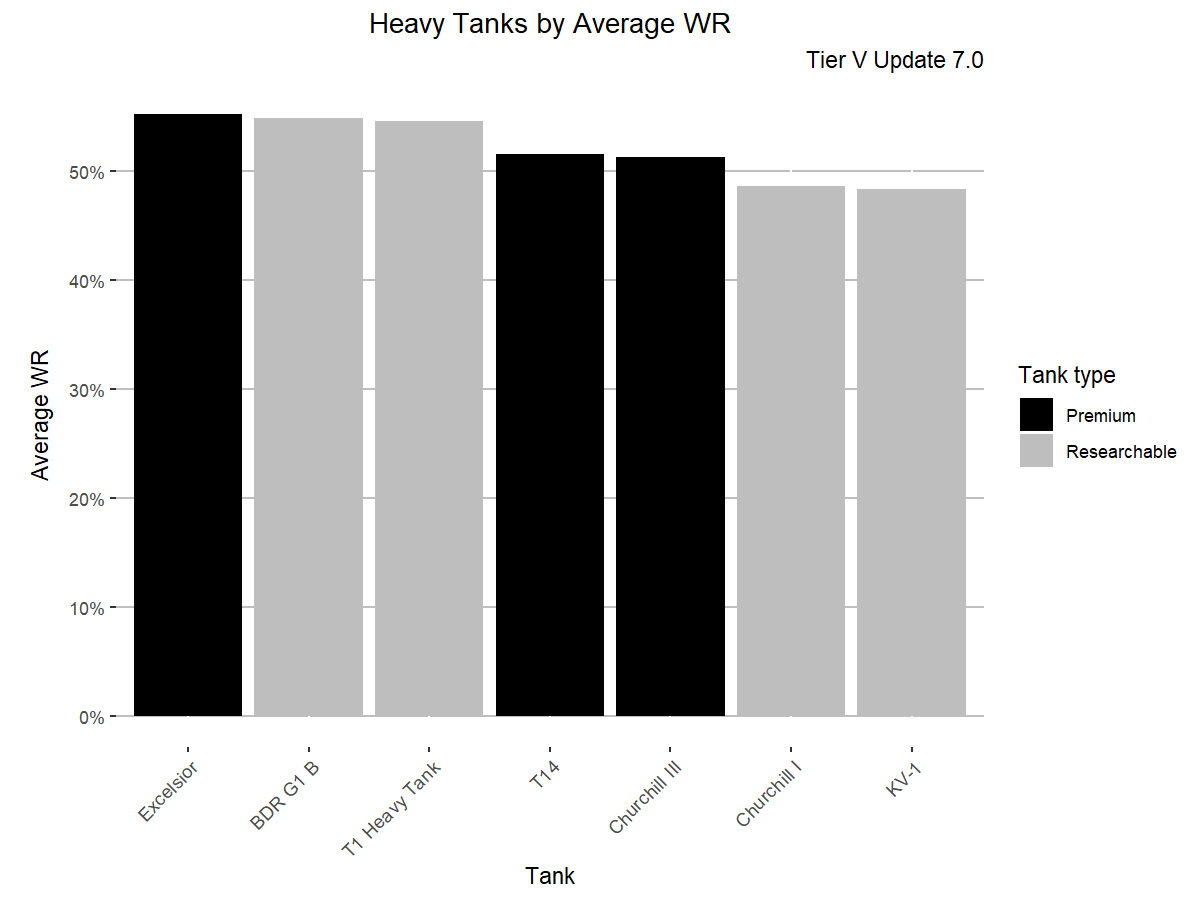 Heavy Tanks by Average WR
Tier V Update 7.0
Average WR
50%
40%
30%
20%
10%
0%
Excelsior
BDR G1 B
T1 Heavy Tank
T14
Churchill III
Churchill I
KV-1
Tank
Tank type
Premium
Researchable